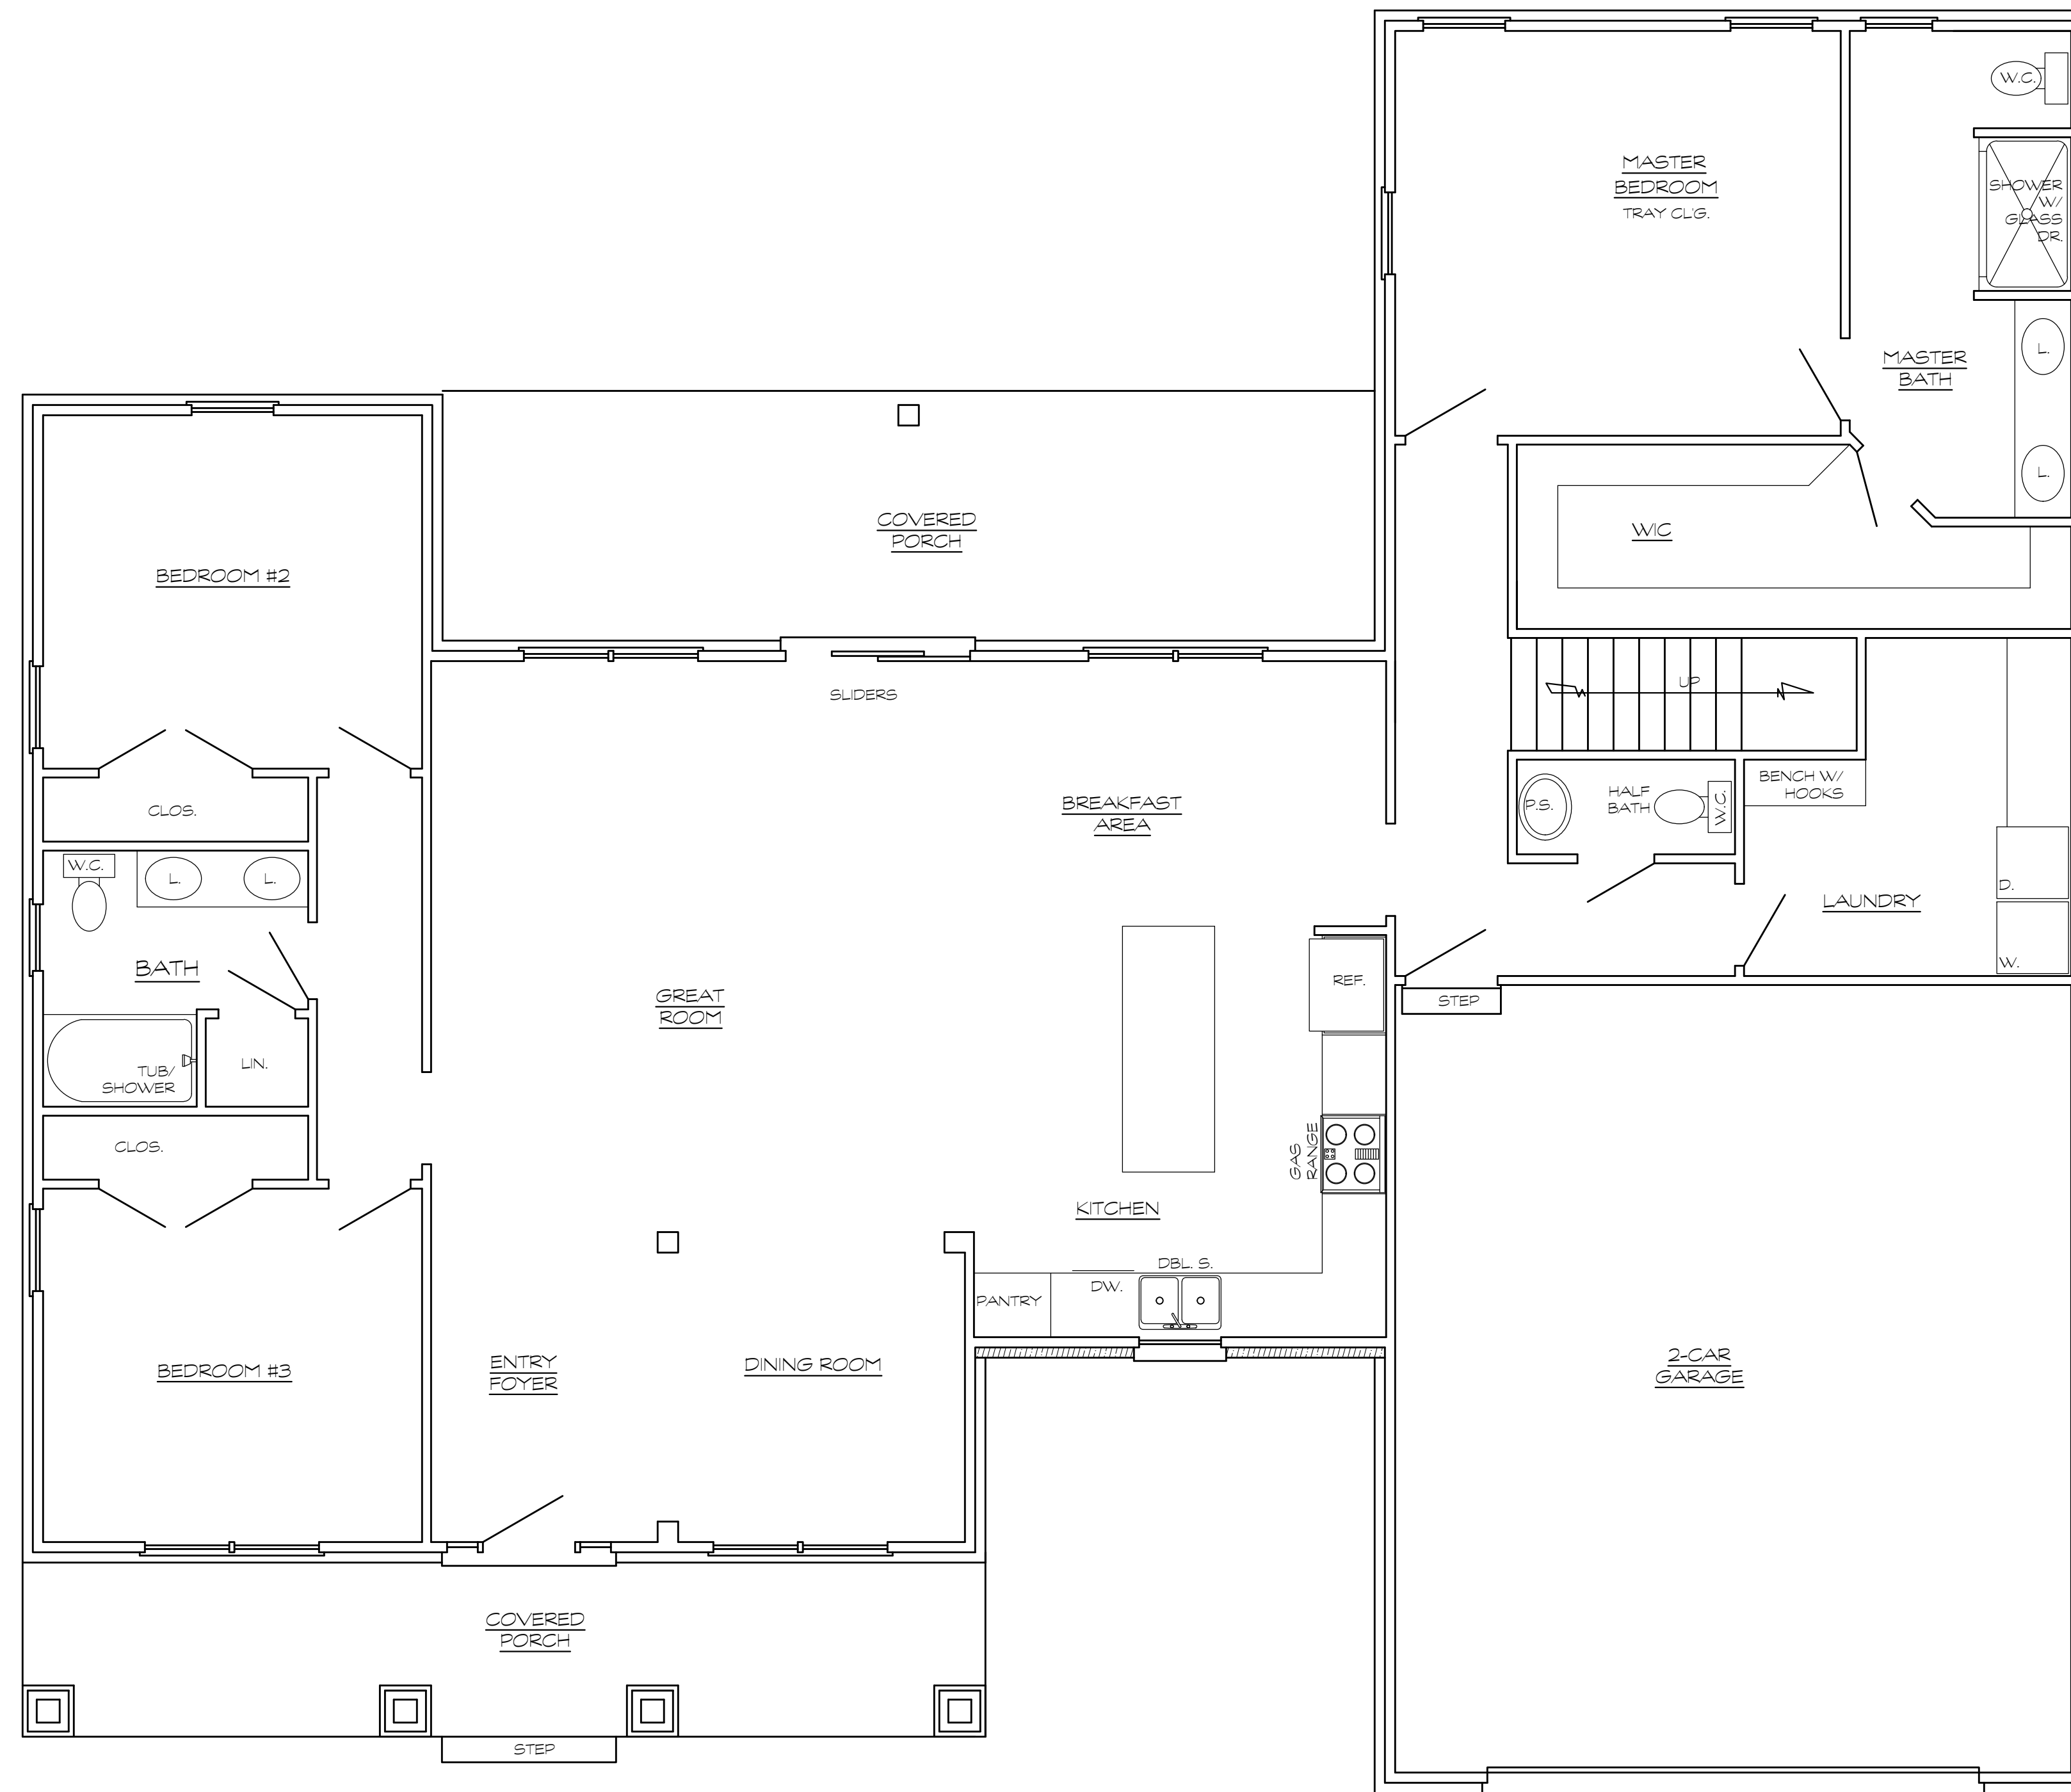 W.C.
MASTER
BEDROOM
TRAY CL'G.
SHOWER
W/
GLASS
DR.
L.
MASTER
BATH
L.
COVERED
PORCH
WIC
BEDROOM #2
SLIDERS
UP
CLOS.
BREAKFAST
AREA
P.S.
HALF
BATH
W.C.
BENCH W/
HOOKS
W.C.
L.
L.
D.
LAUNDRY
W.
BATH
GREAT
ROOM
REF.
STEP
TUB/
SHOWER
LIN.
CLOS.
GAS
RANGE
KITCHEN
DBL. S.
DW.
PANTRY
BEDROOM #3
ENTRY
FOYER
DINING ROOM
2-CAR
GARAGE
COVERED
PORCH
STEP